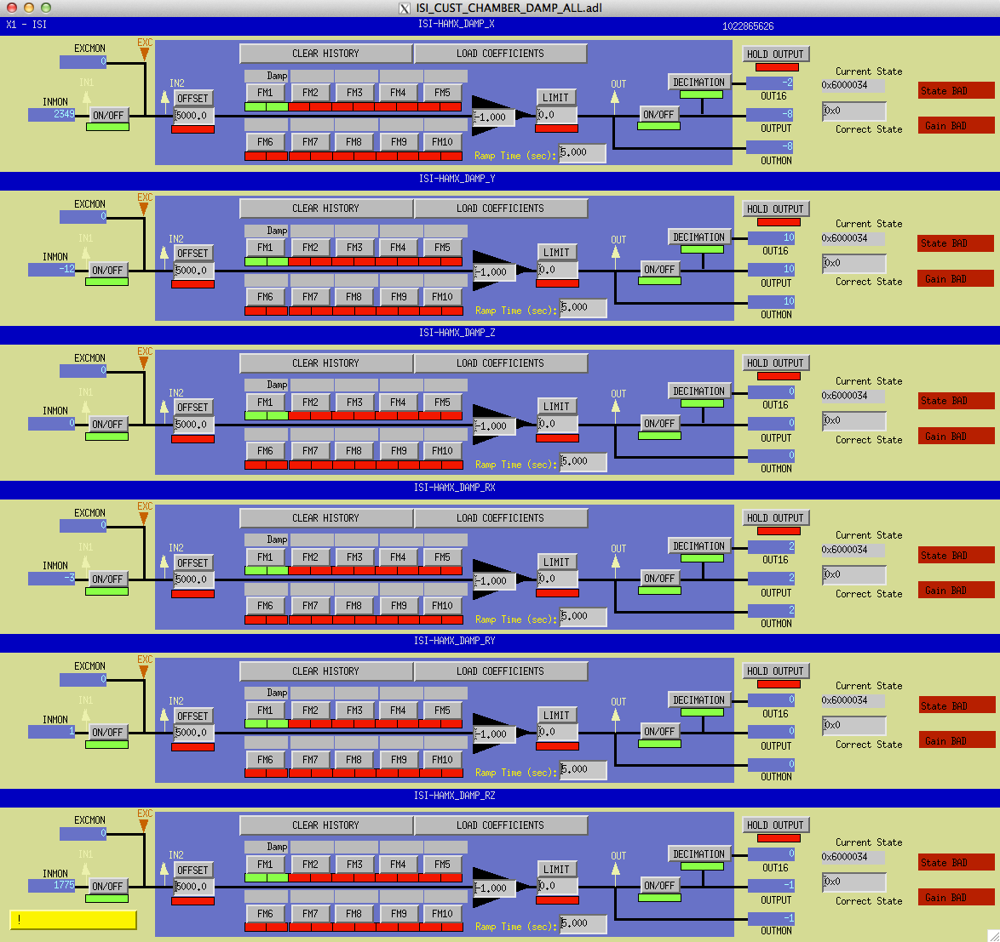 ISI_CUST_CHAMBER_DAMP_ALL.adl
X1 - ISI ISI-HAMX_DAMP_X 1022865626
EXC
EXCMON
0
CLEAR HISTORY LOAD COEFFICIENTS HOLD OUTPUT
Current State
IN1 IN2 Damp OUT DECIMATION -2 0x6000034 State BAD
OFFSET FM1 FM2 FM3 FM4 FM5 LIMIT OUT16
INMON
2349 ON/OFF 5000.0 -1.000 0.0 ON/OFF -8 0x0
OUTPUT Correct State Gain BAD
FM6 FM7 FM8 FM9 FM10 -8
Ramp Time (sec): 5.000 OUTMON
ISI-HAMX_DAMP_Y
EXC
EXCMON
0
CLEAR HISTORY LOAD COEFFICIENTS HOLD OUTPUT
Current State
IN1 IN2 Damp OUT DECIMATION 10 0x6000034 State BAD
OFFSET FM1 FM2 FM3 FM4 FM5 LIMIT OUT16
INMON
-12 ON/OFF 5000.0 -1.000 0.0 ON/OFF 10 0x0
OUTPUT Correct State Gain BAD
FM6 FM7 FM8 FM9 FM10 10
Ramp Time (sec): 5.000 OUTMON
ISI-HAMX_DAMP_Z
EXC
EXCMON
0
CLEAR HISTORY LOAD COEFFICIENTS HOLD OUTPUT
Current State
IN1 IN2 Damp OUT DECIMATION 0 0x6000034 State BAD
OFFSET FM1 FM2 FM3 FM4 FM5 LIMIT OUT16
INMON
0 ON/OFF 5000.0 -1.000 0.0 ON/OFF 0 0x0
OUTPUT Correct State Gain BAD
FM6 FM7 FM8 FM9 FM10 0
Ramp Time (sec): 5.000 OUTMON
ISI-HAMX_DAMP_RX
EXC
EXCMON
0
CLEAR HISTORY LOAD COEFFICIENTS HOLD OUTPUT
Current State
IN1 IN2 Damp OUT DECIMATION 2 0x6000034 State BAD
OFFSET FM1 FM2 FM3 FM4 FM5 LIMIT OUT16
INMON
-3 ON/OFF 5000.0 -1.000 0.0 ON/OFF 2 0x0
OUTPUT Correct State Gain BAD
FM6 FM7 FM8 FM9 FM10 2
Ramp Time (sec): 5.000 OUTMON
ISI-HAMX_DAMP_RY
EXC
EXCMON
0
CLEAR HISTORY LOAD COEFFICIENTS HOLD OUTPUT
Current State
IN1 IN2 Damp OUT DECIMATION 0 0x6000034 State BAD
OFFSET FM1 FM2 FM3 FM4 FM5 LIMIT OUT16
INMON
1 ON/OFF 5000.0 -1.000 0.0 ON/OFF 0 0x0
OUTPUT Correct State Gain BAD
FM6 FM7 FM8 FM9 FM10 0
Ramp Time (sec): 5.000 OUTMON
ISI-HAMX_DAMP_RZ
EXC
EXCMON
0
CLEAR HISTORY LOAD COEFFICIENTS HOLD OUTPUT
Current State
IN1 IN2 Damp OUT DECIMATION 0 0x6000034 State BAD
OFFSET FM1 FM2 FM3 FM4 FM5 LIMIT OUT16
INMON
1775 ON/OFF 5000.0 -1.000 0.0 ON/OFF -1 0x0
OUTPUT Correct State Gain BAD
FM6 FM7 FM8 FM9 FM10 -1
! Ramp Time (sec): 5.000 OUTMON